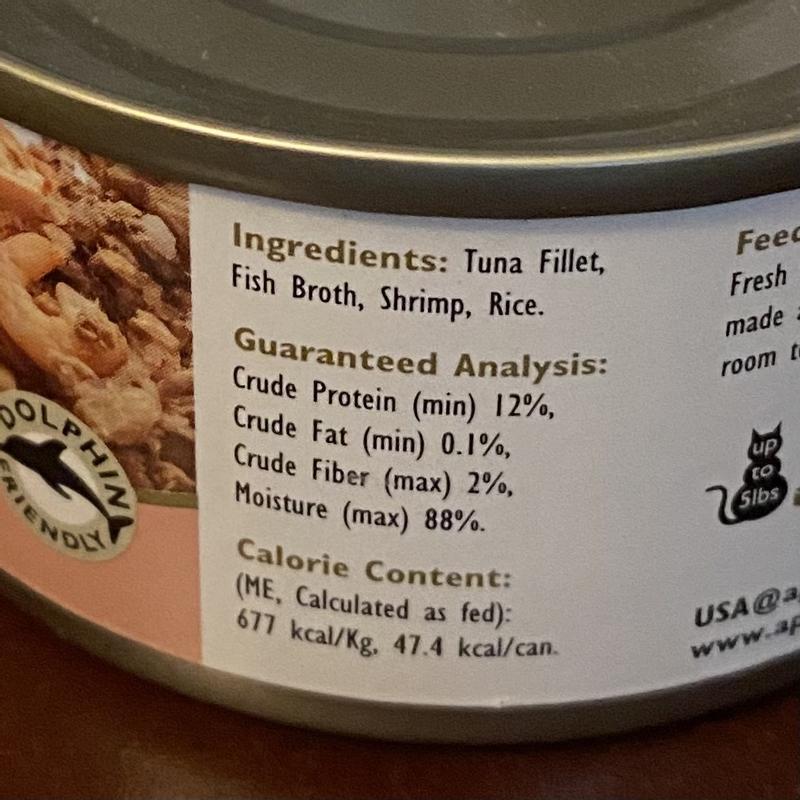 Ingredients: Tuna Fillet,
Fish Broth, Shrimp, Rice.
Guaranteed Analysis:
Crude Protein (min) 12%,
Crude Fat (min) 0.1%,
Crude Fiber (max) 2%,
Moisture (max) 88%.
Calorie Content:
(ME, Calculated as fed):
677 kcal/Kg, 47.4 kcal/can.
DOLPHIN
FRIENDLY
Fresh
made
room
up
to
5lbs